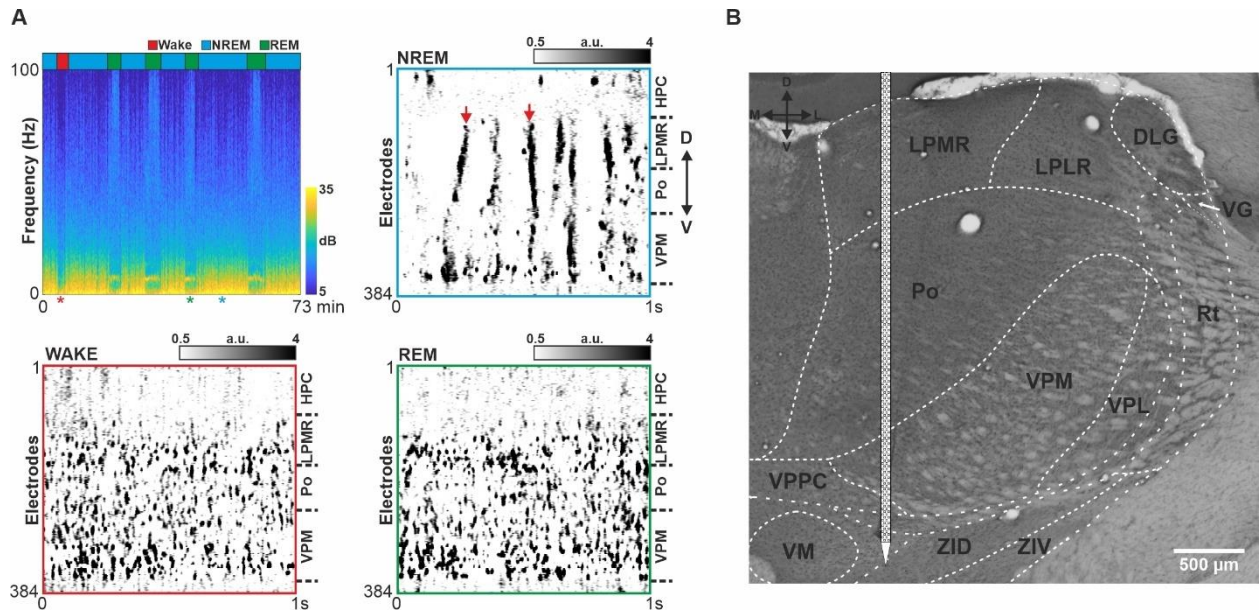 A
Wake NREM REM
100
Frequency (Hz)
0
35
dB
5
* * * 73 min
0.5 a.u. 4
NREM
1
Electrodes
384
0 1s
HPC
LPMR
Po
VPM
D
V
0.5 a.u. 4
WAKE
1
Electrodes
384
0 1s
HPC
LPMR
Po
VPM
0.5 a.u. 4
REM
1
Electrodes
384
0 1s
HPC
LPMR
Po
VPM
B
D
M L
V
LPMR
LPLR
DLG
VG
Po
Rt
VPM
VPL
VPPC
VM
ZID
ZIV
500 µm